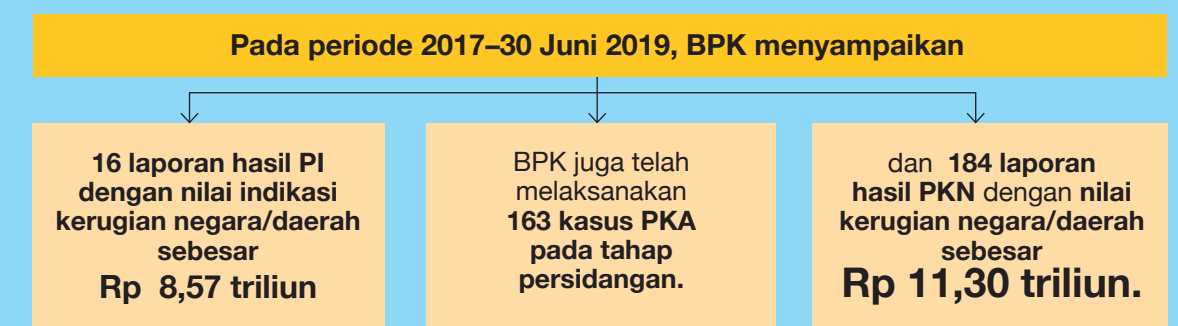 Pada periode 2017–30 Juni 2019, BPK menyampaikan
16 laporan hasil PI
dengan nilai indikasi
kerugian negara/daerah
sebesar
Rp 8,57 triliun
BPK juga telah
melaksanakan
163 kasus PKA
pada tahap
persidangan.
dan 184 laporan
hasil PKN dengan nilai
kerugian negara/daerah
sebesar
Rp 11,30 triliun.